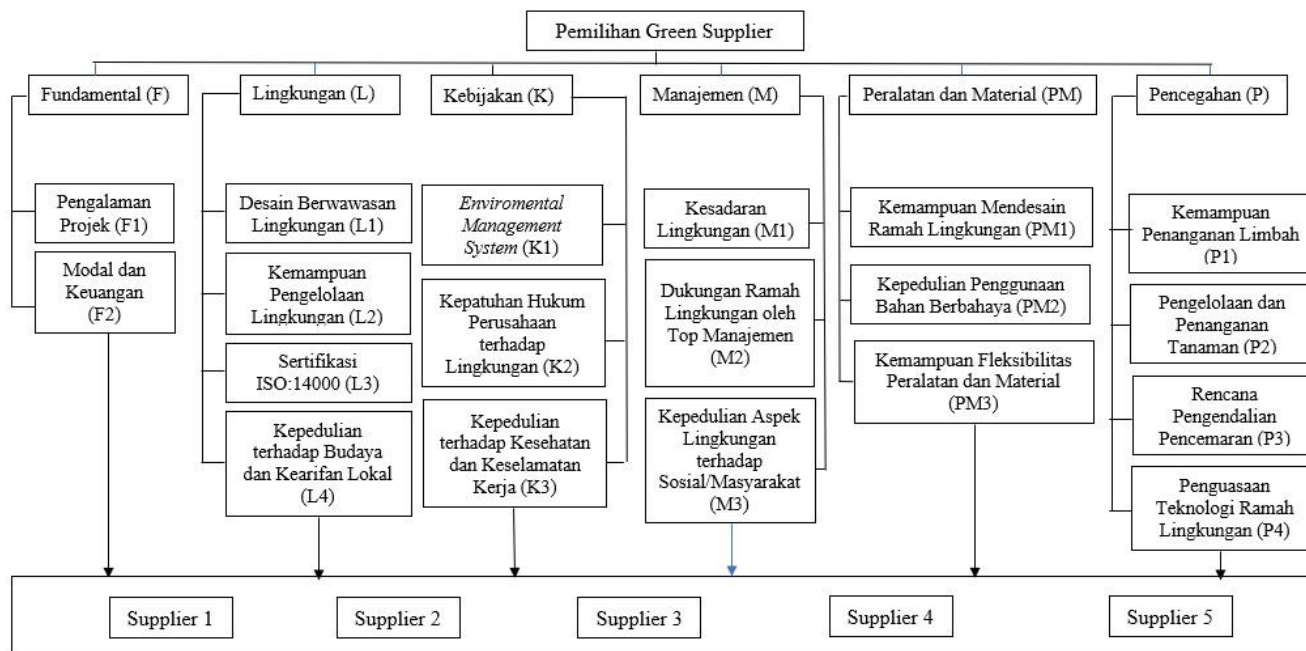 Pemilihan Green Supplier
Fundamental (F)
Lingkungan (L)
Kebijakan (K)
Manajemen (M)
Peralatan dan Material (PM)
Pencegahan (P)
Pengalaman
Projek (F1)
Modal dan
Keuangan
(F2)
Desain Berwawasan
Lingkungan (L1)
Kemampuan
Pengelolaan
Lingkungan (L2)
Sertifikasi
ISO:14000 (L3)
Kepedulian
terhadap Budaya
dan Kearifan Lokal
(L4)
Enviromental
Management
System (K1)
Kepatuhan Hukum
Perusahaan
terhadap
Lingkungan (K2)
Kepedulian
terhadap Kesehatan
dan Keselamatan
Kerja (K3)
Kesadaran
Lingkungan (M1)
Dukungan Ramah
Lingkungan oleh
Top Manajemen
(M2)
Kepedulian Aspek
Lingkungan
terhadap
Sosial/Masyarakat
(M3)
Kemampuan Mendesain
Ramah Lingkungan (PM1)
Kepedulian Penggunaan
Bahan Berbahaya (PM2)
Kemampuan Fleksibilitas
Peralatan dan Material
(PM3)
Kemampuan
Penanganan Limbah
(P1)
Pengelolaan dan
Penanganan
Tanaman (P2)
Rencana
Pengendalian
Pencemaran (P3)
Penguasaan
Teknologi Ramah
Lingkungan (P4)
Supplier 1
Supplier 2
Supplier 3
Supplier 4
Supplier 5